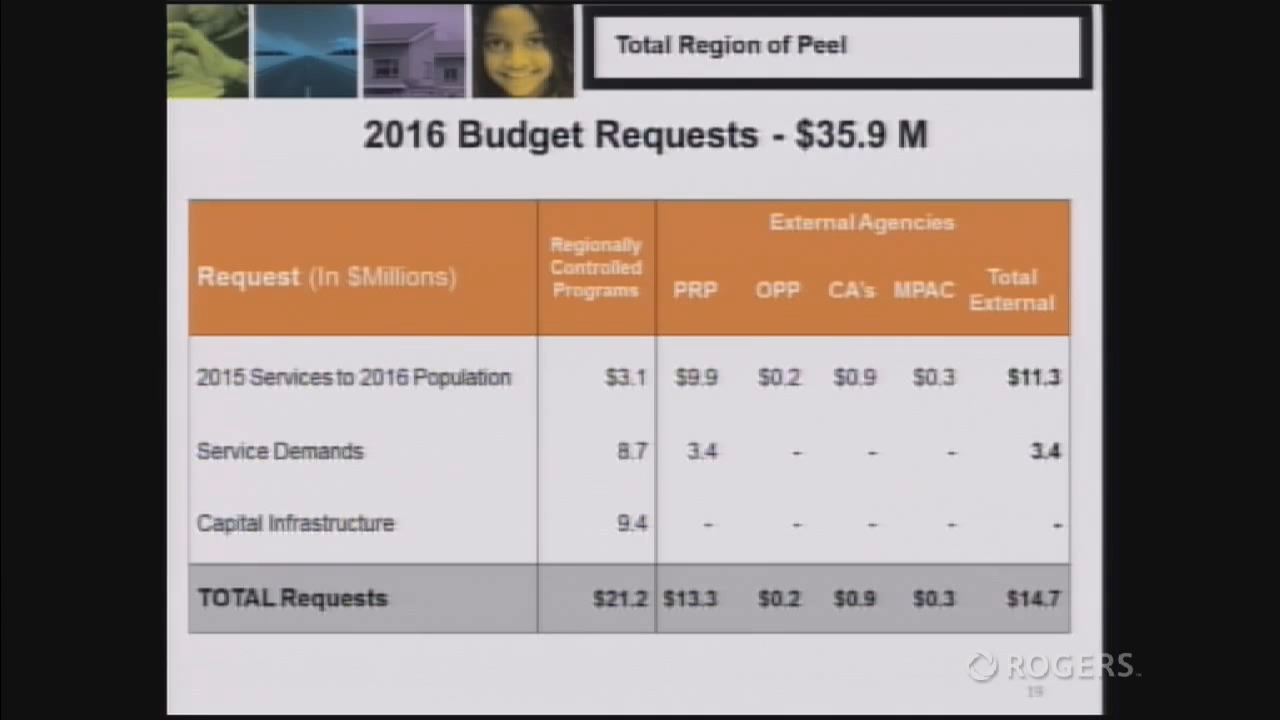 Total Region of Peel
2016 Budget Requests - $35.9 M
Request (In $Millions)
Regionally
Controlled
Programs
External Agencies
PRP OPP CA's MPAC Total
External
2015 Services to 2016 Population $3.1 $9.9 $0.2 $0.9 $0.3 $11.3
Service Demands 8.7 3.4 - - - 3.4
Capital Infrastructure 9.4 - - - - -
TOTAL Requests $21.2 $13.3 $0.2 $0.9 $0.3 $14.7
ROGERS™
19